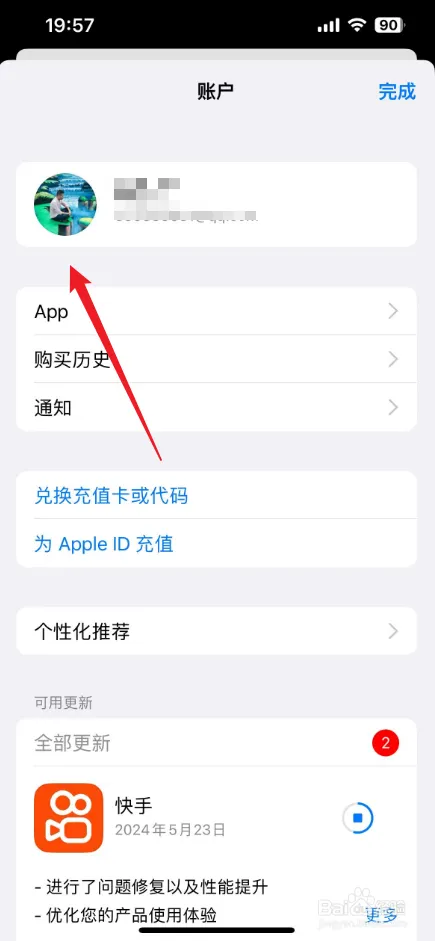 19:57
90
账户
完成
App
购买历史
通知
兑换充值卡或代码
为 Apple ID 充值
个性化推荐
可用更新
全部更新
2
快手
2024年5月23日
- 进行了问题修复以及性能提升
- 优化您的产品使用体验
更多